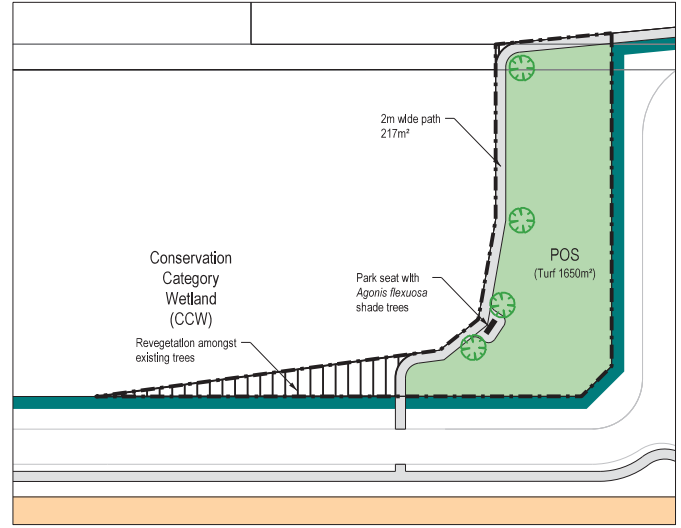 2m wide path
217m²
Conservation
Category
Wetland
(CCW)
POS
(Turf 1650m²)
Park seat with
Agonis flexuosa
shade trees
Revegetation amongst
existing trees